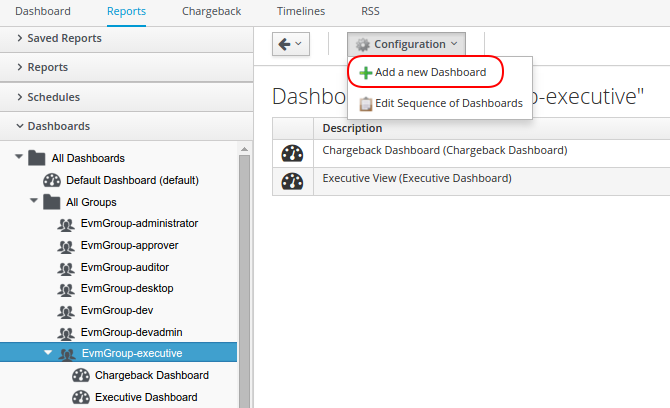 Dashboard Reports Chargeback Timelines RSS
Saved Reports
Reports
Schedules
Dashboards
All Dashboards
Default Dashboard (default)
All Groups
EvmGroup-administrator
EvmGroup-approver
EvmGroup-auditor
EvmGroup-desktop
EvmGroup-dev
EvmGroup-devadmin
EvmGroup-executive
Chargeback Dashboard
Executive Dashboard
Configuration
Add a new Dashboard
Edit Sequence of Dashboards
Dashbo p-executive"
Description
Chargeback Dashboard (Chargeback Dashboard)
Executive View (Executive Dashboard)